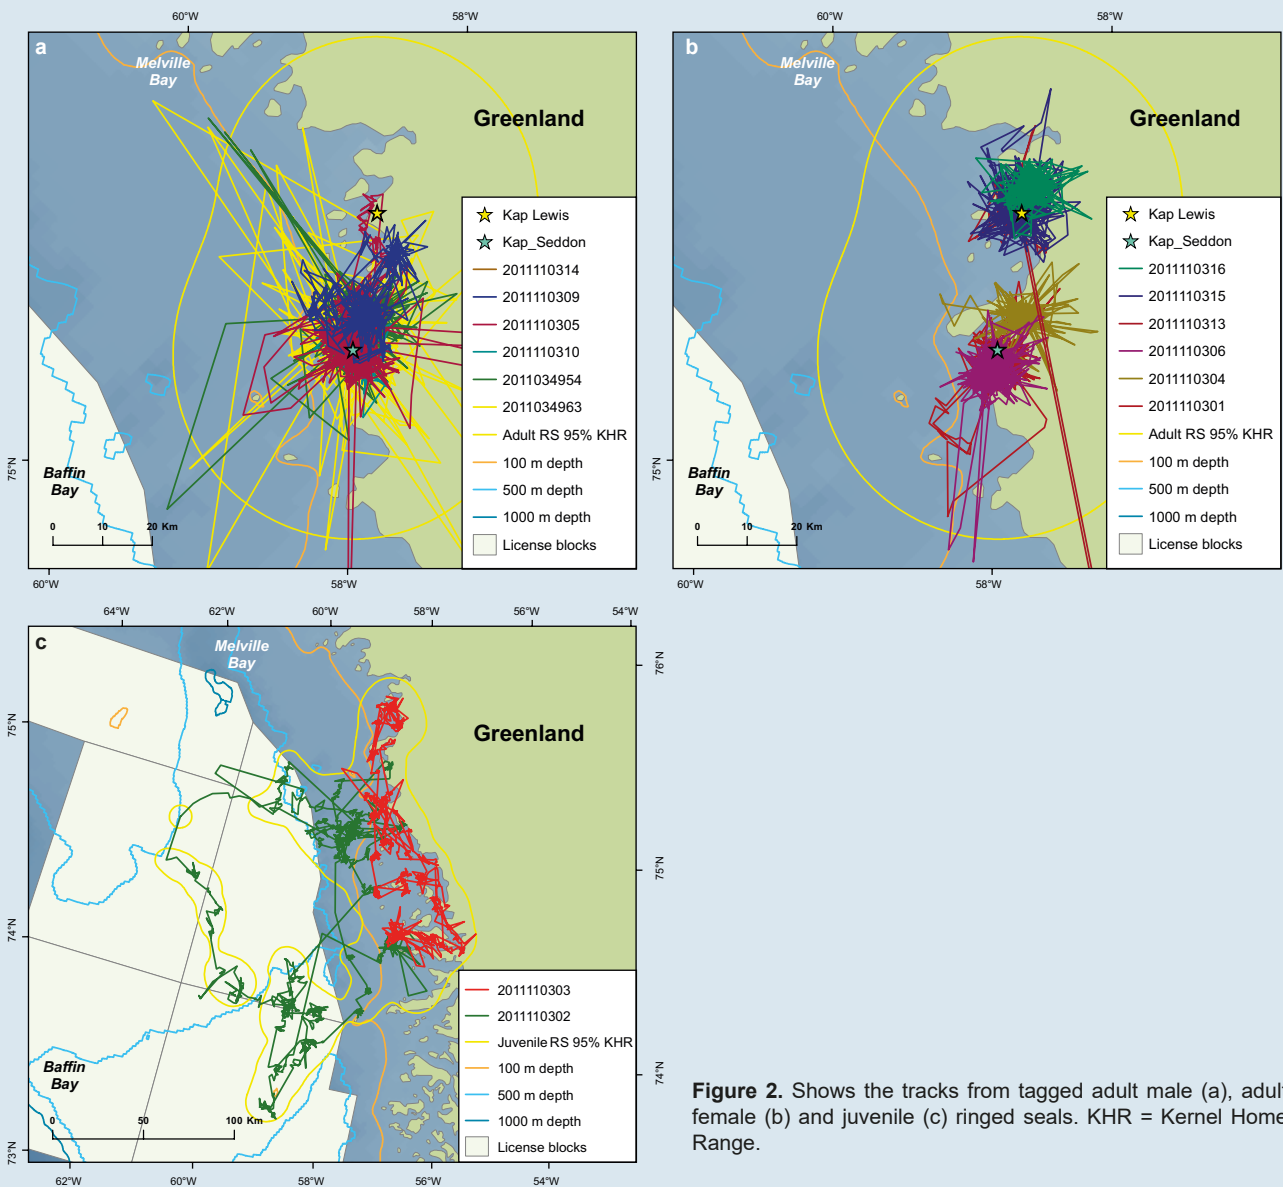 60°W
58°W
a
Melville
Bay
Greenland
Kap Lewis
Kap_Seddon
2011110314
2011110309
2011110305
2011110310
2011034954
2011034963
Adult RS 95% KHR
100 m depth
500 m depth
1000 m depth
License blocks
75°N
Baffin
Bay
0 10 20 Km
60°W
58°W
60°W
58°W
b
Melville
Bay
Greenland
Kap Lewis
Kap_Seddon
2011110316
2011110315
2011110313
2011110306
2011110304
2011110301
Adult RS 95% KHR
100 m depth
500 m depth
1000 m depth
License blocks
75°N
Baffin
Bay
0 10 20 Km
60°W
58°W
64°W
62°W
60°W
58°W
56°W
54°W
c
Melville
Bay
Greenland
76°N
75°N
75°N
74°N
74°N
73°N
2011110303
2011110302
Juvenile RS 95% KHR
100 m depth
500 m depth
1000 m depth
License blocks
Baffin
Bay
0 50 100 Km
62°W
60°W
58°W
56°W
54°W
Figure 2. Shows the tracks from tagged adult male (a), adult
female (b) and juvenile (c) ringed seals. KHR = Kernel Home
Range.